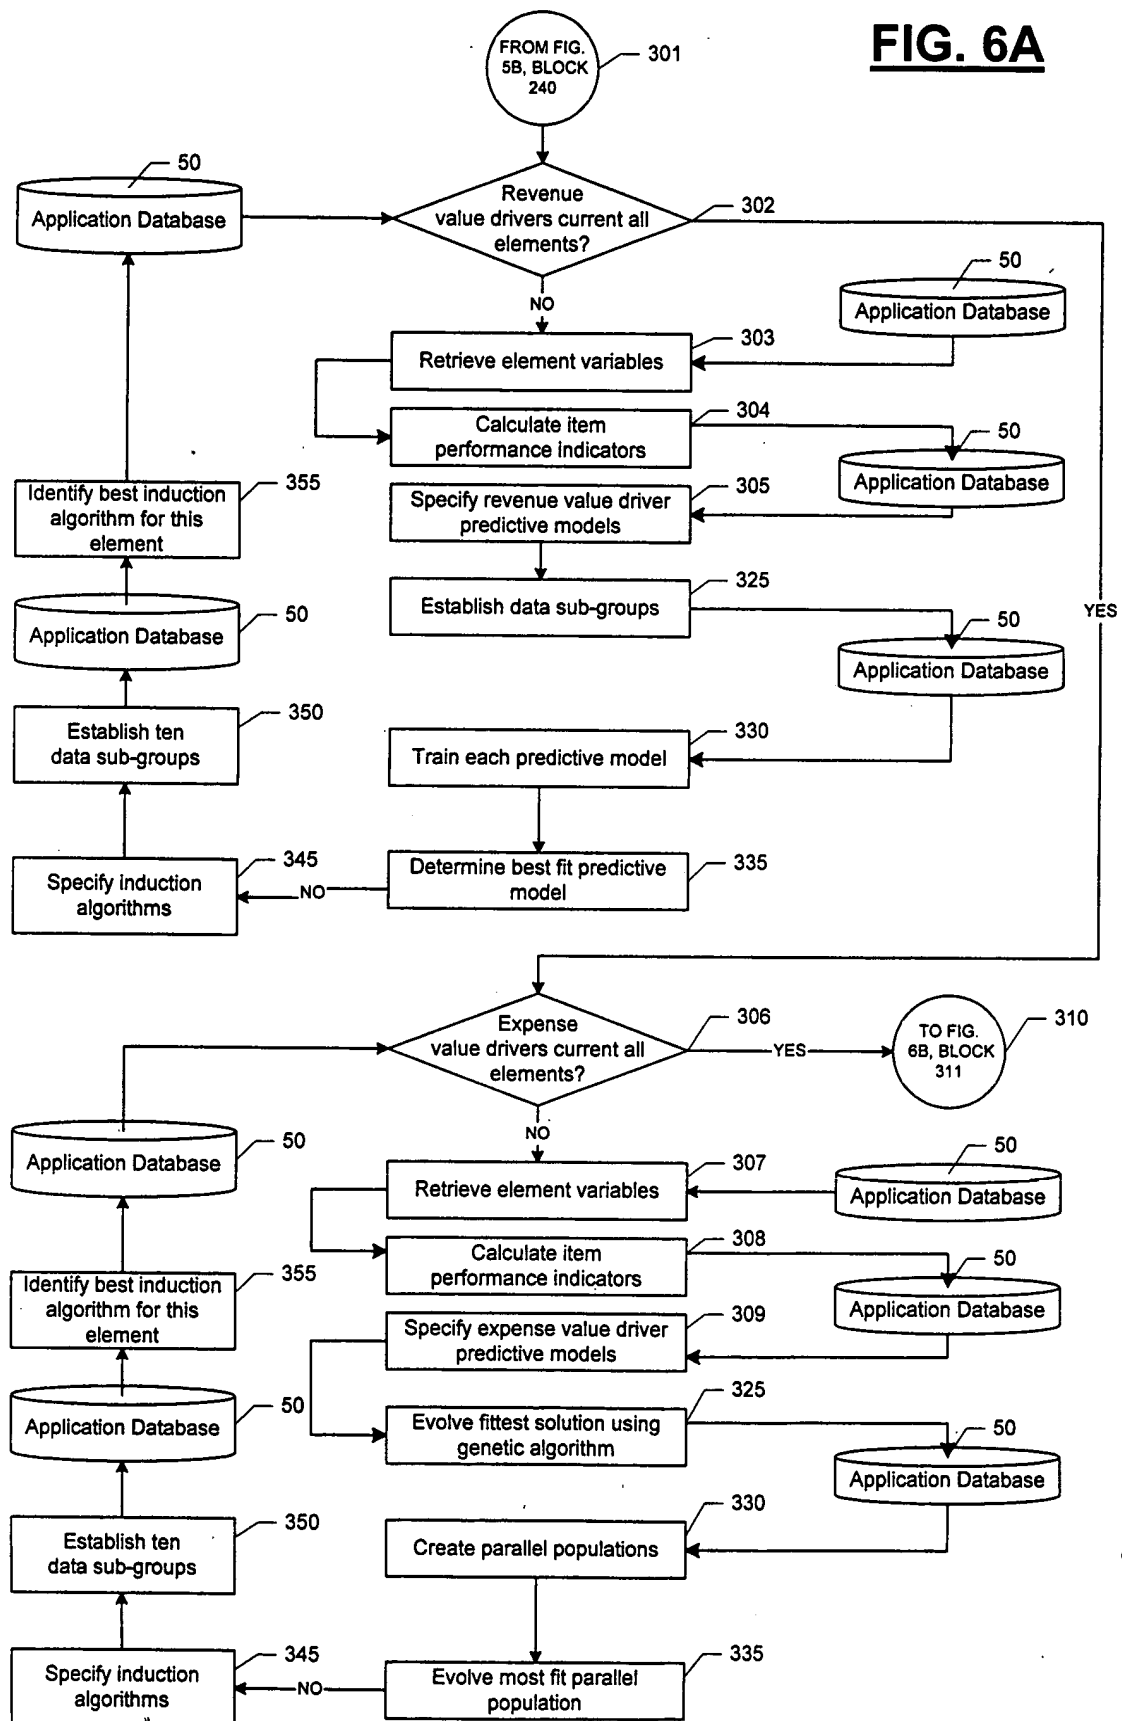 FIG. 6A
FROM FIG.
5B, BLOCK
240
301
50
Application Database
Revenue
value drivers current all
elements?
302
NO
YES
50
Application Database
Retrieve element variables
303
Calculate item
performance indicators
304
50
Application Database
Specify revenue value driver
predictive models
305
Establish data sub-groups
325
50
Application Database
Train each predictive model
330
Determine best fit predictive
model
335
NO
Specify induction
algorithms
345
Establish ten
data sub-groups
350
Application Database
50
Identify best induction
algorithm for this
element
355
Expense
value drivers current all
elements?
306
YES
TO FIG.
6B, BLOCK
311
310
NO
Application Database
50
Retrieve element variables
307
50
Application Database
Calculate item
performance indicators
308
50
Application Database
Specify expense value driver
predictive models
309
Evolve fittest solution using
genetic algorithm
325
50
Application Database
Create parallel populations
330
Evolve most fit parallel
population
335
NO
Specify induction
algorithms
345
Establish ten
data sub-groups
350
Application Database
50
Identify best induction
algorithm for this
element
355